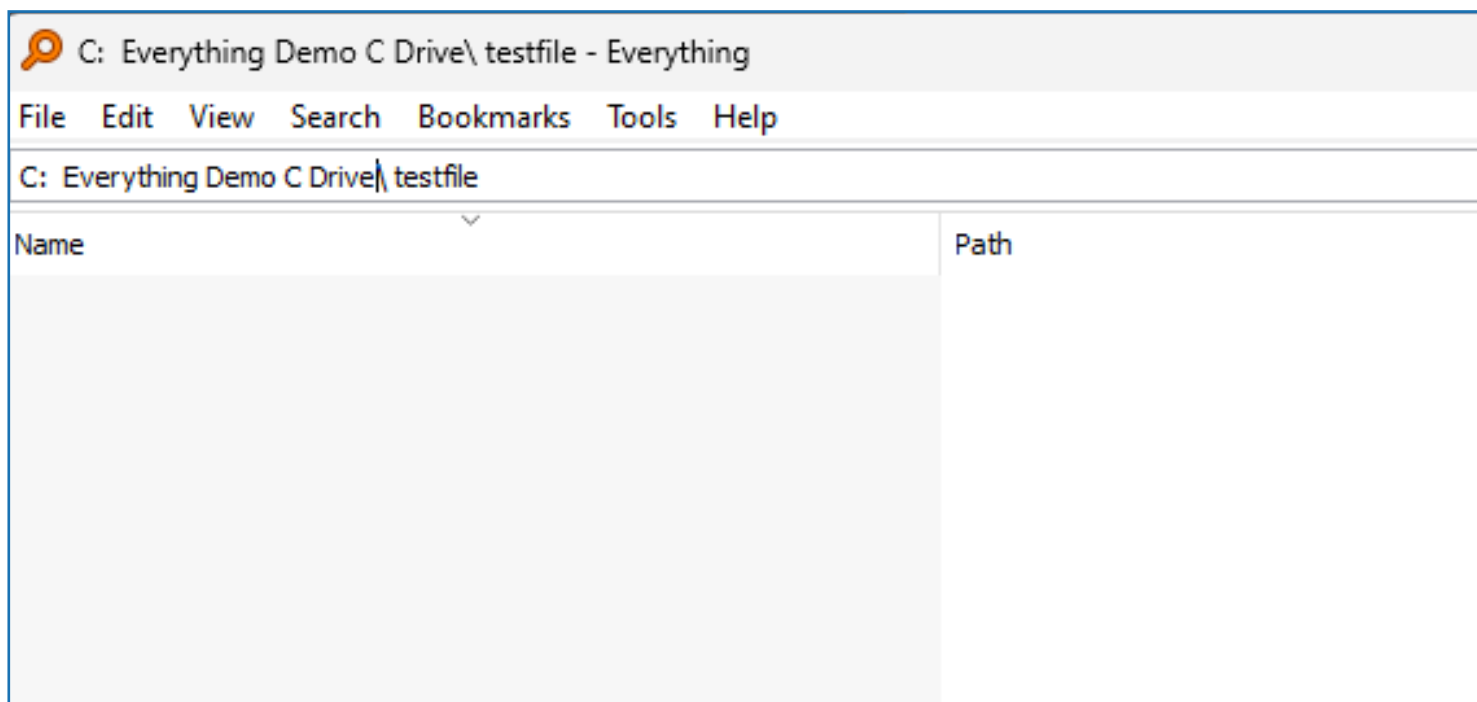 C:  Everything Demo C Drive\ testfile - Everything
File Edit View Search Bookmarks Tools Help
C:  Everything Demo C Drive\ testfile
Name Path